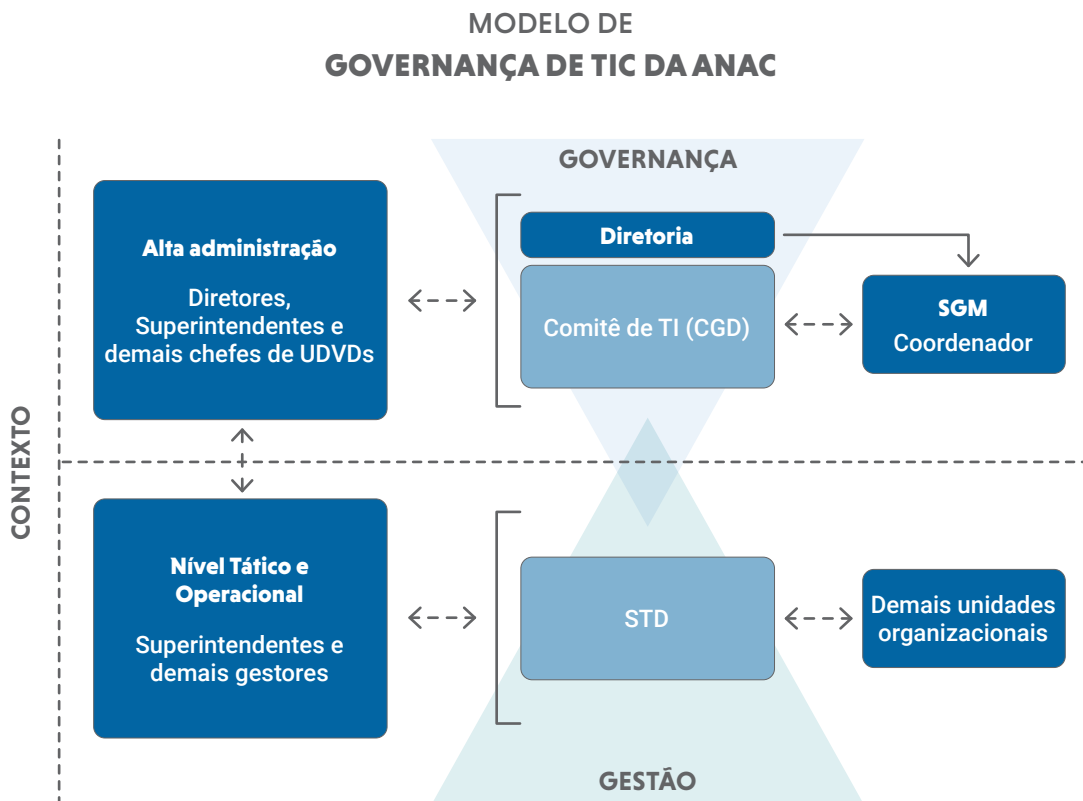 MODELO DE
GOVERNANÇA DE TIC DA ANAC
CONTEXTO
GOVERNANÇA
Alta administração
Diretores,
Superintendentes e
demais chefes de UDVDs
Diretoria
Comitê de TI (CGD)
SGM
Coordenador
Nível Tático e
Operacional
Superintendentes e
demais gestores
STD
Demais unidades
organizacionais
GESTÃO